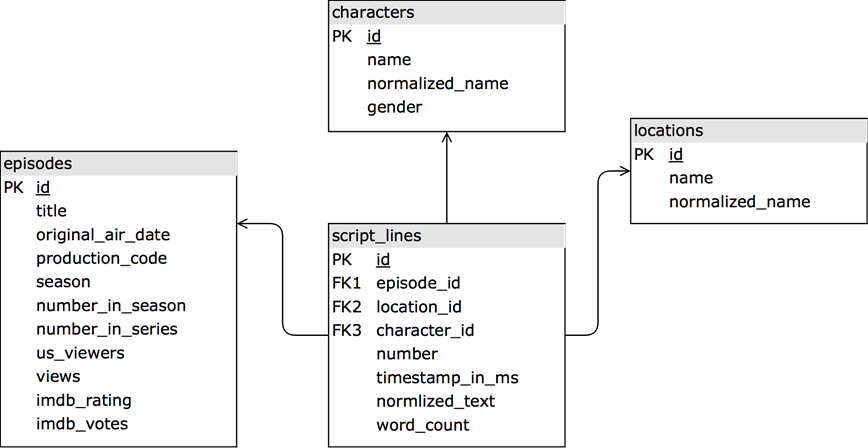 characters
PK id
name
normalized_name
gender
locations
PK id
name
normalized_name
episodes
PK id
title
original_air_date
production_code
season
number_in_season
number_in_series
us_viewers
views
imdb_rating
imdb_votes
script_lines
PK id
FK1 episode_id
FK2 location_id
FK3 character_id
number
timestamp_in_ms
normlized_text
word_count